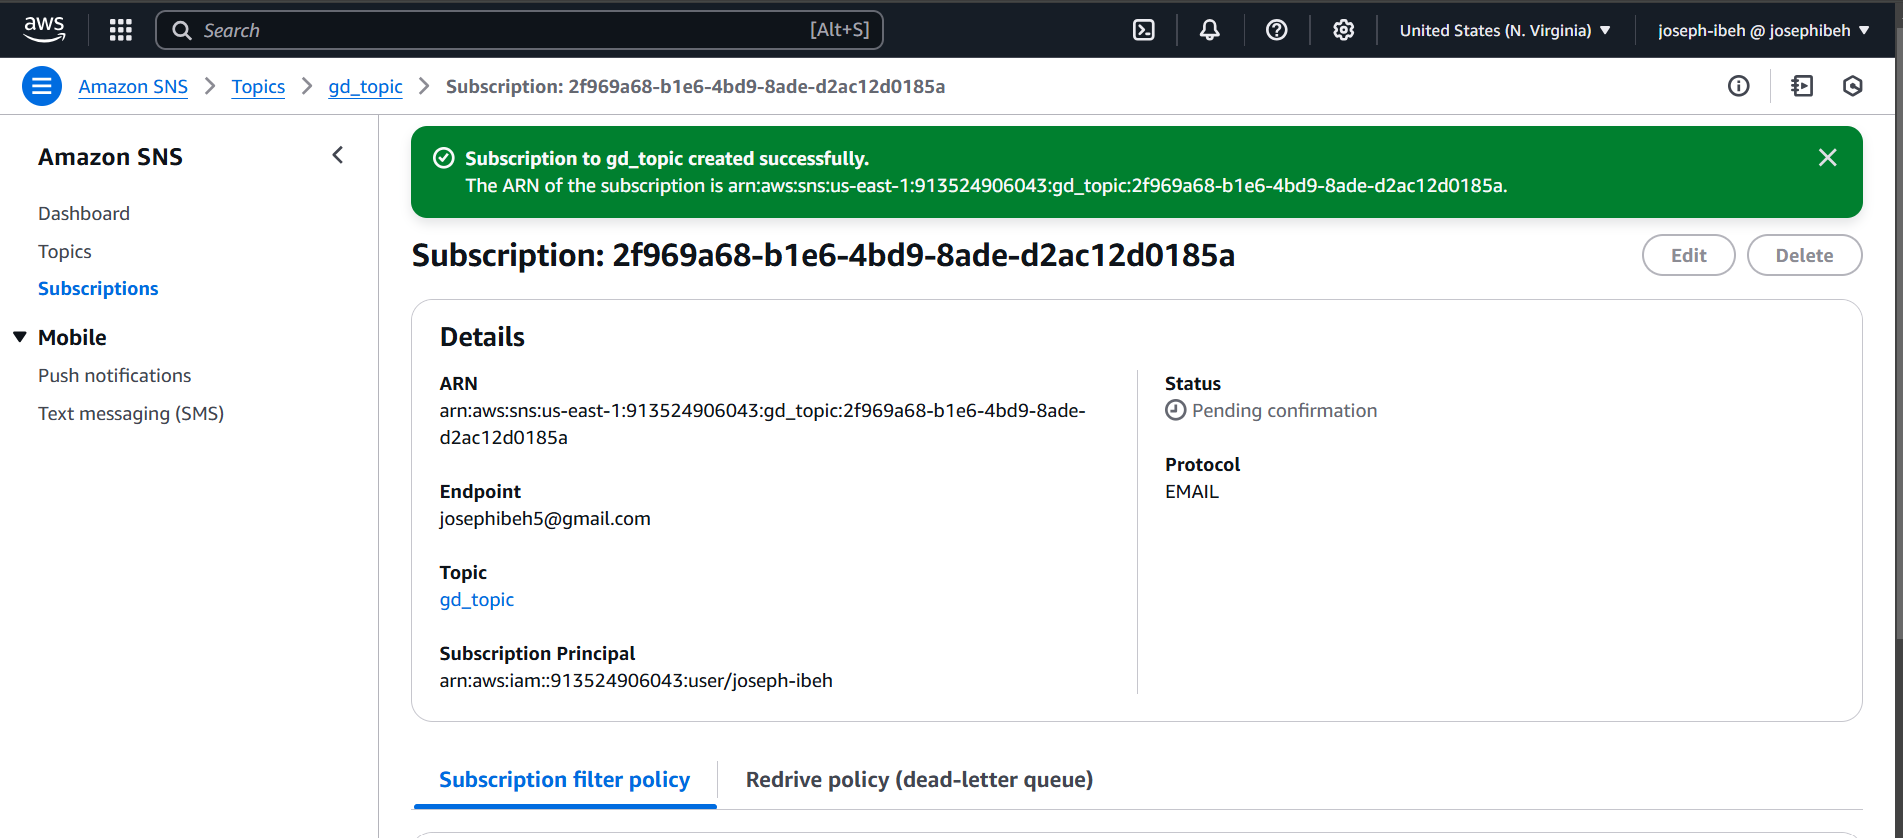 aws
Search
[Alt+S]
United States (N. Virginia)
joseph-ibeh @ josephibeh
Amazon SNS
Topics
gd_topic
Subscription: 2f969a68-b1e6-4bd9-8ade-d2ac12d0185a
Amazon SNS
Dashboard
Topics
Subscriptions
Mobile
Push notifications
Text messaging (SMS)
Subscription to gd_topic created successfully.
The ARN of the subscription is arn:aws:sns:us-east-1:913524906043:gd_topic:2f969a68-b1e6-4bd9-8ade-d2ac12d0185a.
Subscription: 2f969a68-b1e6-4bd9-8ade-d2ac12d0185a
Edit
Delete
Details
ARN
arn:aws:sns:us-east-1:913524906043:gd_topic:2f969a68-b1e6-4bd9-8ade-
d2ac12d0185a
Endpoint
josephibeh5@gmail.com
Topic
gd_topic
Subscription Principal
arn:aws:iam::913524906043:user/joseph-ibeh
Status
Pending confirmation
Protocol
EMAIL
Subscription filter policy
Redrive policy (dead-letter queue)